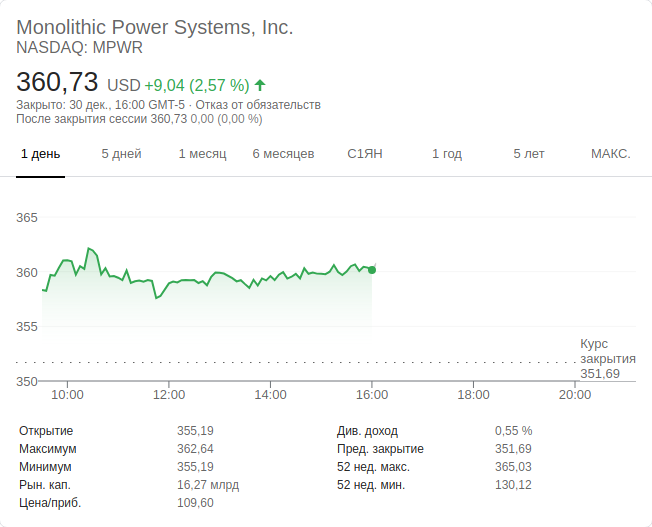 Monolithic Power Systems, Inc.
NASDAQ: MPWR
360,73 USD +9,04 (2,57 %)
Закрыто: 30 дек., 16:00 GMT-5 · Отказ от обязательств
После закрытия сессии 360,73 0,00 (0,00 %)
1 день 5 дней 1 месяц 6 месяцев С1ЯН 1 год 5 лет МАКС.
365
360
355
Курс
закрытия
351,69
350
10:00 12:00 14:00 16:00 18:00 20:00
Открытие 355,19 Див. доход 0,55 %
Максимум 362,64 Пред. закрытие 351,69
Минимум 355,19 52 нед. макс. 365,03
Рын. кап. 16,27 млрд 52 нед. мин. 130,12
Цена/приб. 109,60